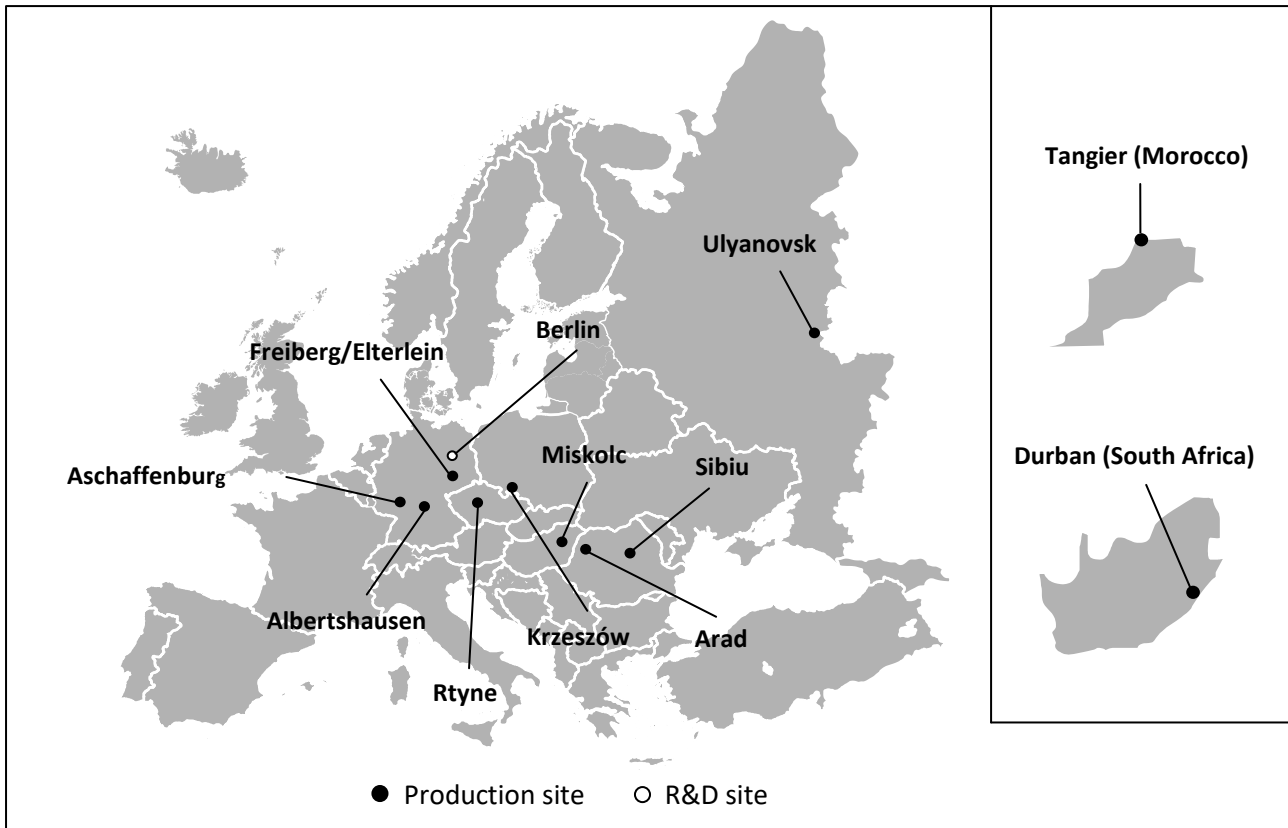 Tangier (Morocco)
Ulyanovsk
Berlin
Freiberg/Elterlein
Miskolc
Sibiu
Durban (South Africa)
Aschaffenburg
Albertshausen
Krzeszów
Arad
Rtyne
Production site
R&D site